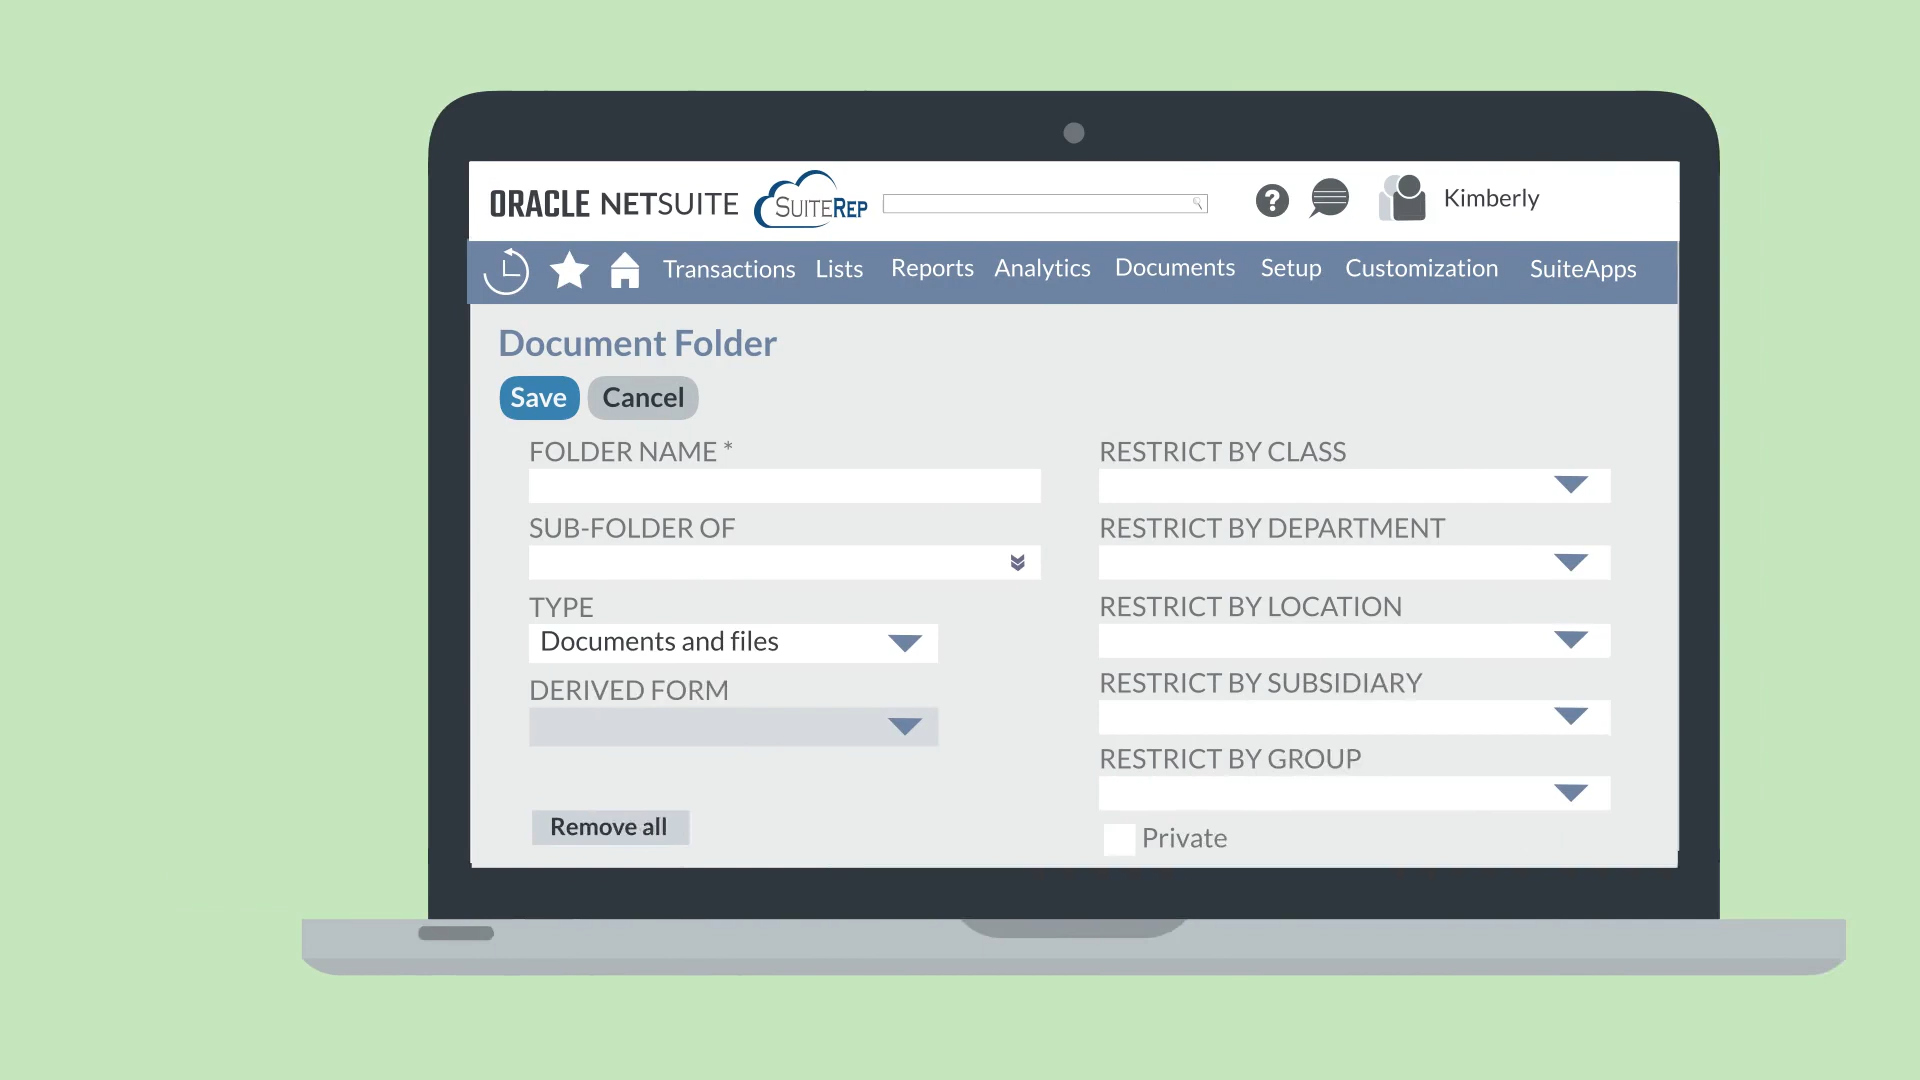 ORACLE NETSUITE SUITEREP ? Kimberly
Transactions Lists Reports Analytics Documents Setup Customization SuiteApps
Document Folder
Save Cancel
FOLDER NAME *
SUB-FOLDER OF
TYPE
Documents and files
DERIVED FORM
Remove all
RESTRICT BY CLASS
RESTRICT BY DEPARTMENT
RESTRICT BY LOCATION
RESTRICT BY SUBSIDIARY
RESTRICT BY GROUP
Private